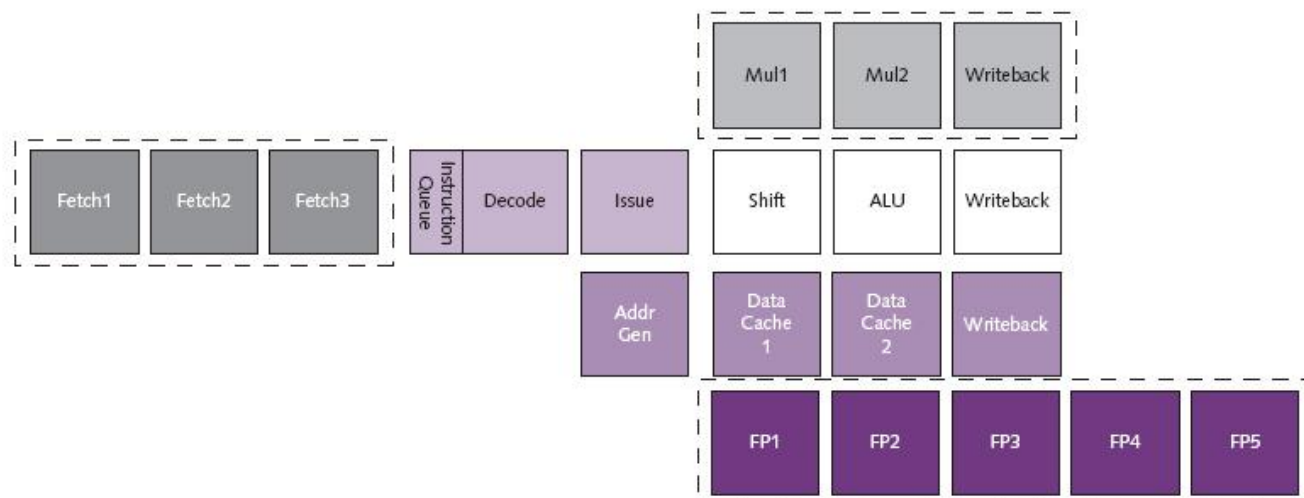 Mul1
Mul2
Writeback
Fetch1
Fetch2
Fetch3
Instruction
Queue
Decode
Issue
Shift
ALU
Writeback
Addr
Gen
Data
Cache
1
Data
Cache
2
Writeback
FP1
FP2
FP3
FP4
FP5